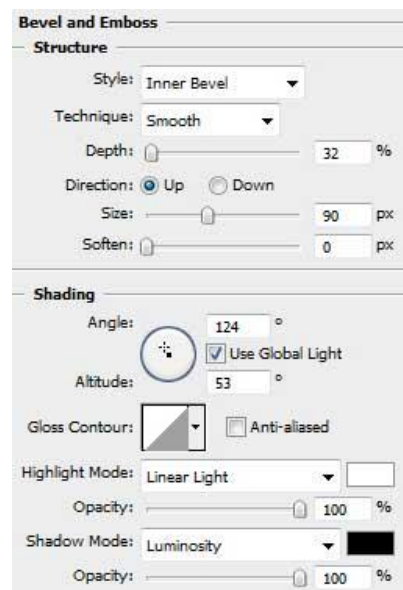 Bevel and Emboss
Structure
Style: Inner Bevel
Technique: Smooth
Depth: 32 %
Direction: Up Down
Size: 90 px
Soften: 0 px
Shading
Angle: 124 °
Use Global Light
Altitude: 53 °
Gloss Contour: Anti-aliased
Highlight Mode: Linear Light
Opacity: 100 %
Shadow Mode: Luminosity
Opacity: 100 %